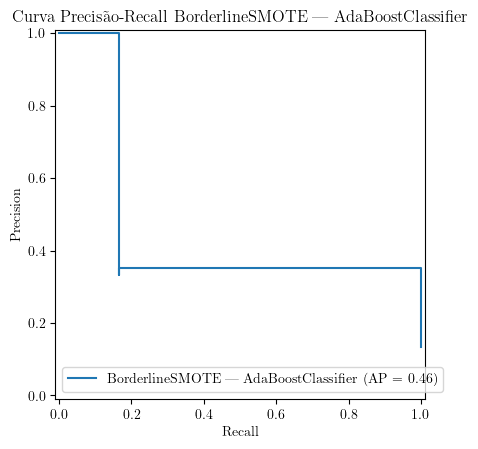 Curva Precisão-Recall BorderlineSMOTE — AdaBoostClassifier
1.0
0.8
0.6
0.4
0.2
0.0
Precision
BorderlineSMOTE — AdaBoostClassifier (AP = 0.46)
0.0 0.2 0.4 0.6 0.8 1.0
Recall